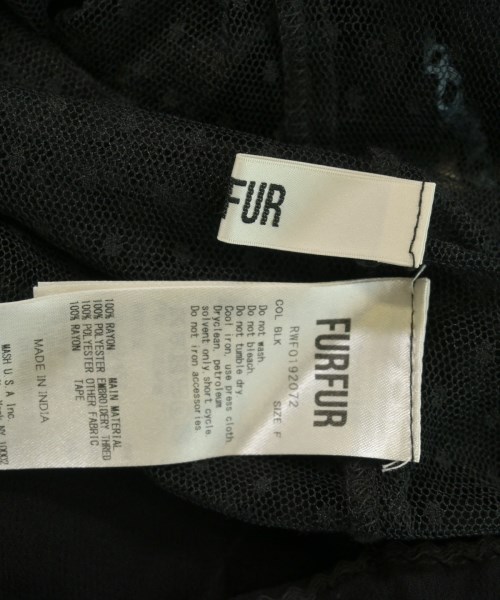 FUR
FURFUR
RWFO192072
COL BLK SIZE F
Do not wash
Do not bleach
Do not tumble dry
Cool iron, use press cloth
Dryclean, petroleum
solvent only short cycle
Do not iron accessories
100% RAYON MAIN MATERIAL
100% POLYESTER EMBROIDERY THRED
100% POLYESTER OTHER FABRIC
100% RAYON TAPE
MADE IN INDIA
MASH U S A Inc.